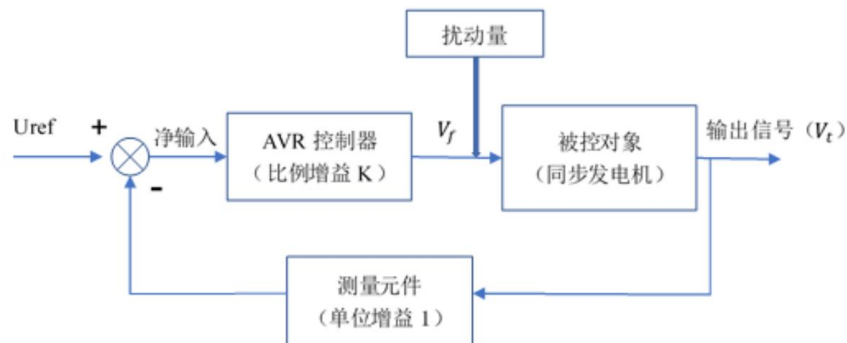 扰动量
Uref
+
净输入
AVR 控制器
（比例增益 K）
V_f
被控对象
（同步发电机）
输出信号（V_t）
-
测量元件
（单位增益 1）